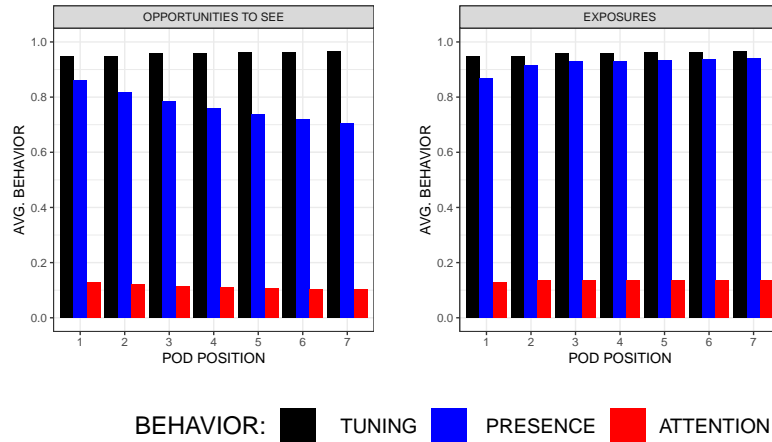 OPPORTUNITIES TO SEE
AVG. BEHAVIOR
1.0
0.8
0.6
0.4
0.2
0.0
1 2 3 4 5 6 7
POD POSITION
EXPOSURES
AVG. BEHAVIOR
1.0
0.8
0.6
0.4
0.2
0.0
1 2 3 4 5 6 7
POD POSITION
BEHAVIOR: TUNING PRESENCE ATTENTION